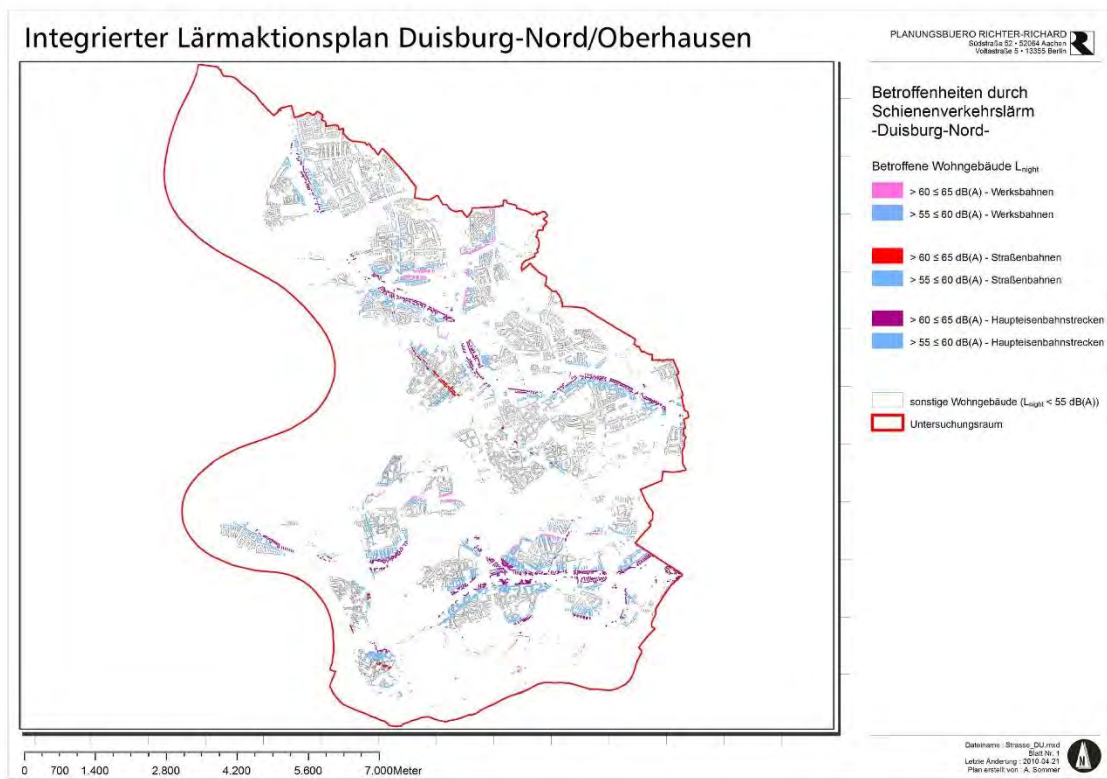 Integrierter Lärmaktionsplan Duisburg-Nord/Oberhausen
PLANUNGSBUERO RICHTER-RICHARD
Südstraße 52 • 52064 Aachen
Voltastraße 5 • 13355 Berlin
Betroffenheiten durch
Schienenverkehrslärm
-Duisburg-Nord-
Betroffene Wohngebäude Lnight
> 60 ≤ 65 dB(A) - Werksbahnen
> 55 ≤ 60 dB(A) - Werksbahnen
> 60 ≤ 65 dB(A) - Straßenbahnen
> 55 ≤ 60 dB(A) - Straßenbahnen
> 60 ≤ 65 dB(A) - Haupteisenbahnstrecken
> 55 ≤ 60 dB(A) - Haupteisenbahnstrecken
sonstige Wohngebäude (Lnight < 55 dB(A))
Untersuchungsraum
0 700 1.400 2.800 4.200 5.600 7.000Meter
Dateiname : Strasse_DU.mxd
Blatt Nr. 1
Letzte Änderung : 2010-04-21
Plan erstellt von : A. Sommer
N